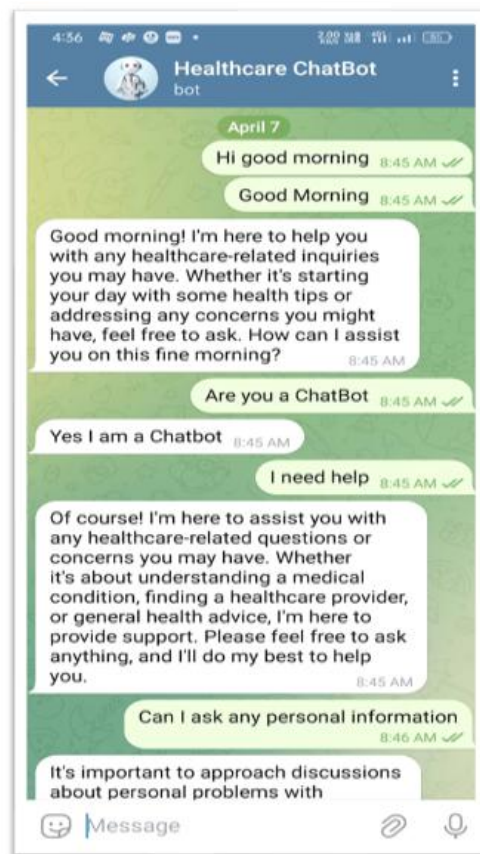 4:56
Healthcare ChatBot
bot
April 7
Hi good morning 8:45 AM
Good Morning 8:45 AM
Good morning! I'm here to help you
with any healthcare-related inquiries
you may have. Whether it's starting
your day with some health tips or
addressing any concerns you might
have, feel free to ask. How can I assist
you on this fine morning? 8:45 AM
Are you a ChatBot 8:45 AM
Yes I am a Chatbot 8:45 AM
I need help 8:45 AM
Of course! I'm here to assist you with
any healthcare-related questions or
concerns you may have. Whether
it's about understanding a medical
condition, finding a healthcare provider,
or general health advice, I'm here to
provide support. Please feel free to ask
anything, and I'll do my best to help
you. 8:45 AM
Can I ask any personal information
8:46 AM
It's important to approach discussions
about personal problems with
Message